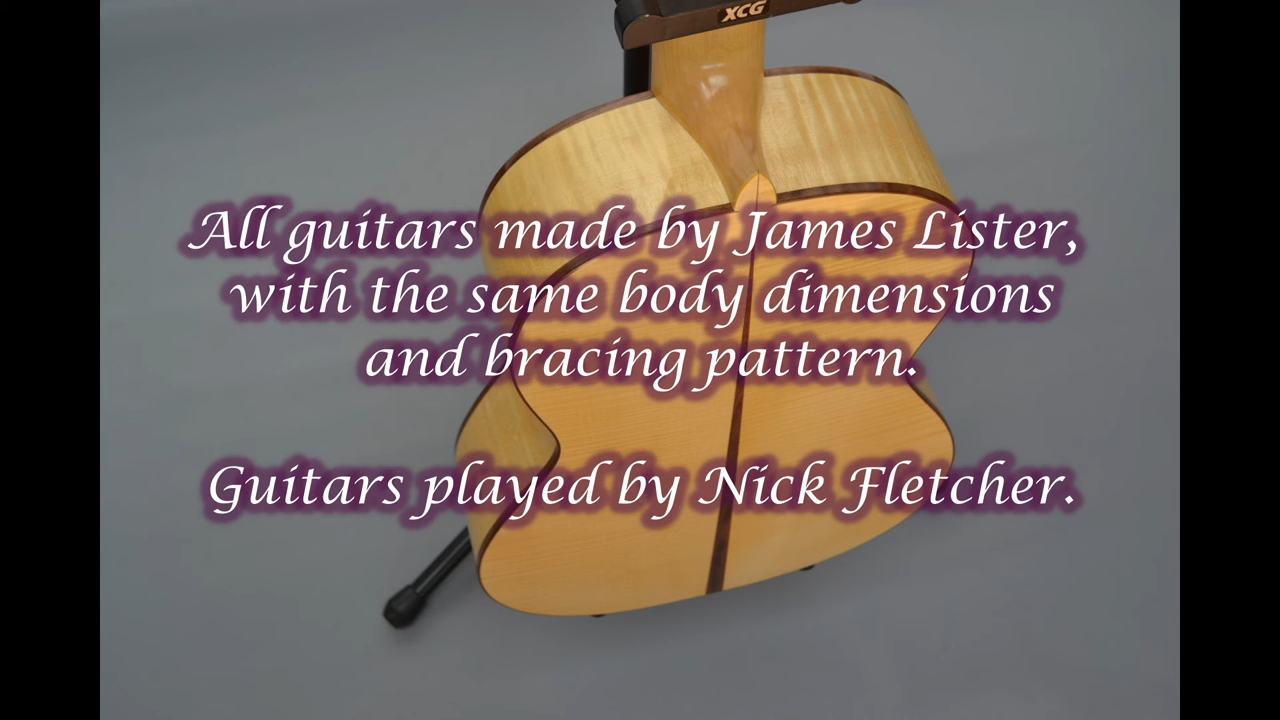 XCG
All guitars made by James Lister,
with the same body dimensions
and bracing pattern.
Guitars played by Nick Fletcher.